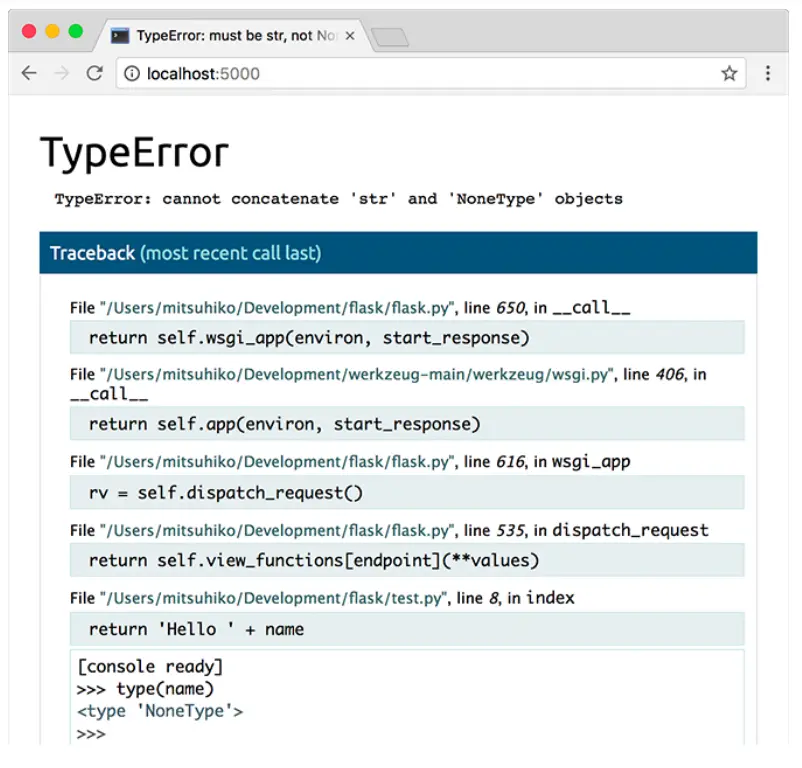 TypeError: must be str, not No
localhost:5000
TypeError
TypeError: cannot concatenate 'str' and 'NoneType' objects
Traceback (most recent call last)
File "/Users/mitsuhiko/Development/flask/flask.py", line 650, in __call__
return self.wsgi_app(environ, start_response)
File "/Users/mitsuhiko/Development/werkzeug-main/werkzeug/wsgi.py", line 406, in
__call__
return self.app(environ, start_response)
File "/Users/mitsuhiko/Development/flask/flask.py", line 616, in wsgi_app
rv = self.dispatch_request()
File "/Users/mitsuhiko/Development/flask/flask.py", line 535, in dispatch_request
return self.view_functions[endpoint](**values)
File "/Users/mitsuhiko/Development/flask/test.py", line 8, in index
return 'Hello ' + name
[console ready]
>>> type(name)
<type 'NoneType'>
>>>